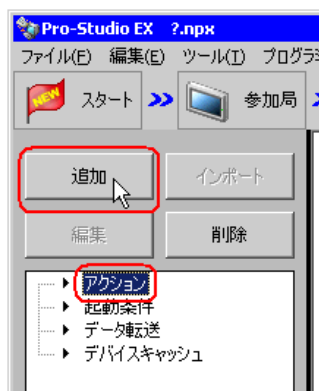 Pro-Studio EX ?.npx
ファイル(F) 編集(E) ツール(T) プログラ
NEW スタート 参加局
追加 インポート
編集 削除
アクション
起動条件
データ転送
デバイスキャッシュ